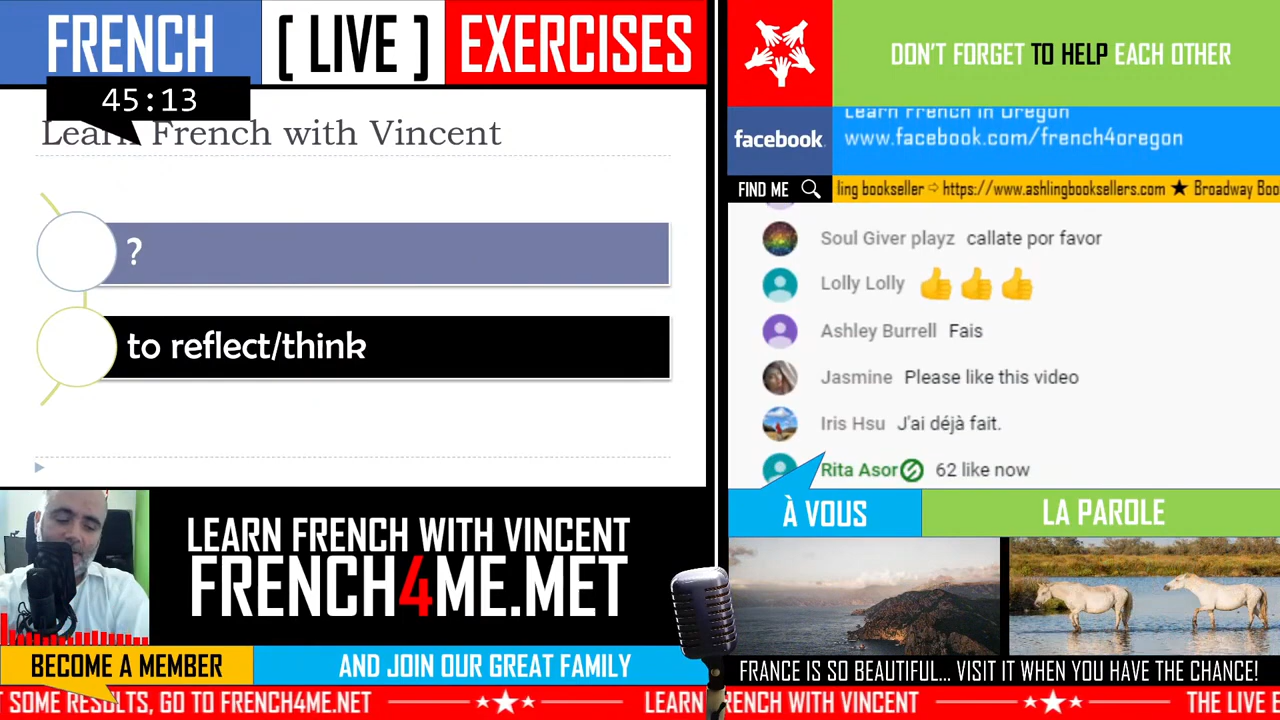 FRENCH
[ LIVE ]
EXERCISES
45:13
Learn French with Vincent
?
to reflect/think
LEARN FRENCH WITH VINCENT
FRENCH4ME.MET
BECOME A MEMBER
AND JOIN OUR GREAT FAMILY
DON'T FORGET TO HELP EACH OTHER
facebook.
Learn French in Oregon
www.facebook.com/french4oregon
FIND ME
ling bookseller ⇨ https://www.ashlingbooksellers.com ★ Broadway Boo
Soul Giver playz callate por favor
Lolly Lolly 👍👍👍
Ashley Burrell Fais
Jasmine Please like this video
Iris Hsu J'ai déjà fait.
Rita Asor 62 like now
À VOUS
LA PAROLE
FRANCE IS SO BEAUTIFUL... VISIT IT WHEN YOU HAVE THE CHANCE!
T SOME RESULTS, GO TO FRENCH4ME.NET ★ LEARN FRENCH WITH VINCENT ★ THE LIVE E